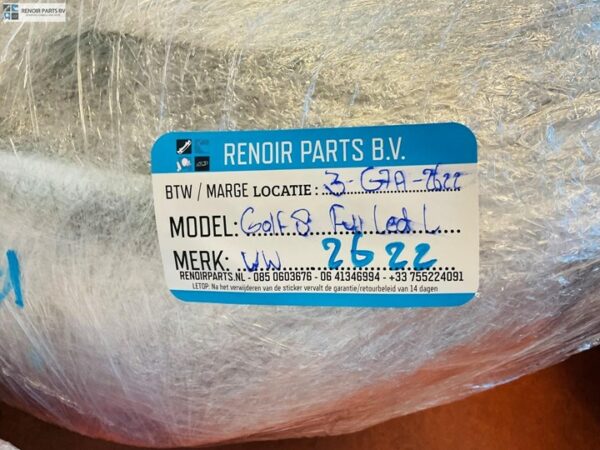 RENOIR PARTS BV
RENOIR PARTS B.V.
BTW / MARGE LOCATIE : 3-G7A-2622
MODEL: Golf 8 Full Led L
MERK: VW 2622
RENOIRPARTS.NL - 085 0603676 - 06 41346994 - +33 755224091
LETOP: Na het verwijderen van de sticker vervalt de garantie/retourbeleid van 14 dagen